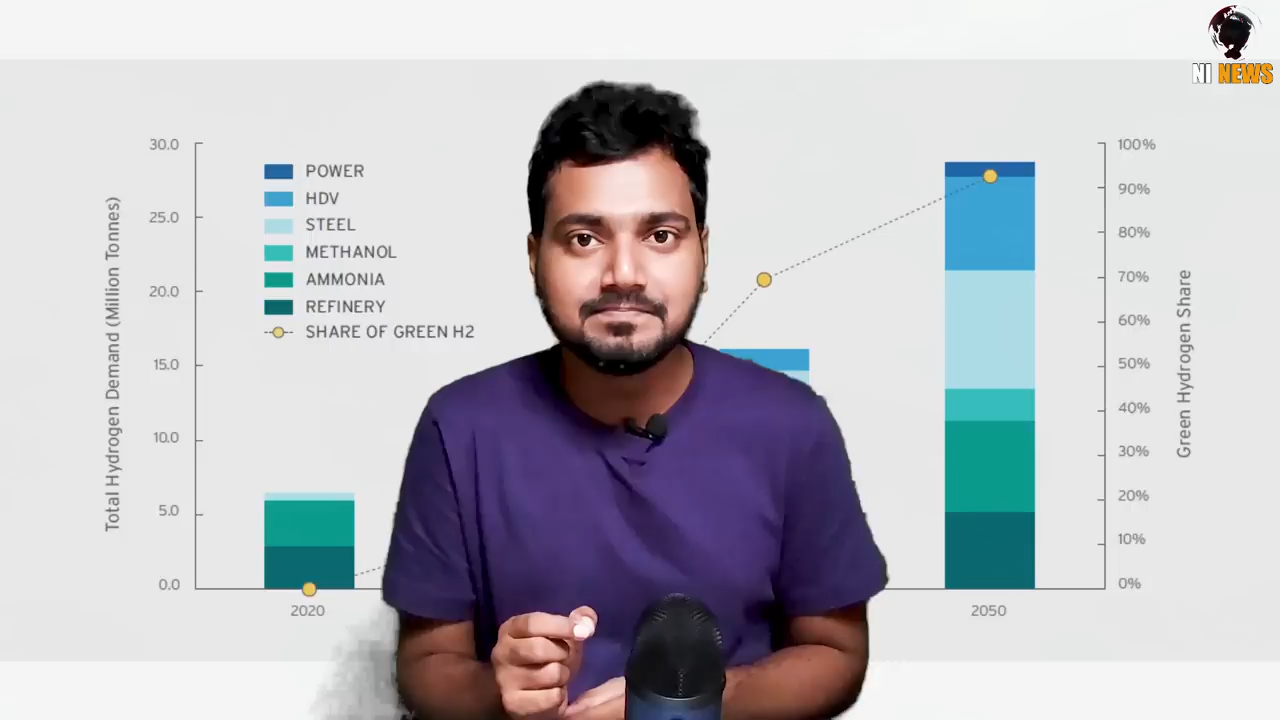 NI NEWS
Total Hydrogen Demand (Million Tonnes)
30.0
25.0
20.0
15.0
10.0
5.0
0.0
POWER
HDV
STEEL
METHANOL
AMMONIA
REFINERY
SHARE OF GREEN H2
2020
2050
100%
90%
80%
70%
60%
50%
40%
30%
20%
10%
0%
Green Hydrogen Share